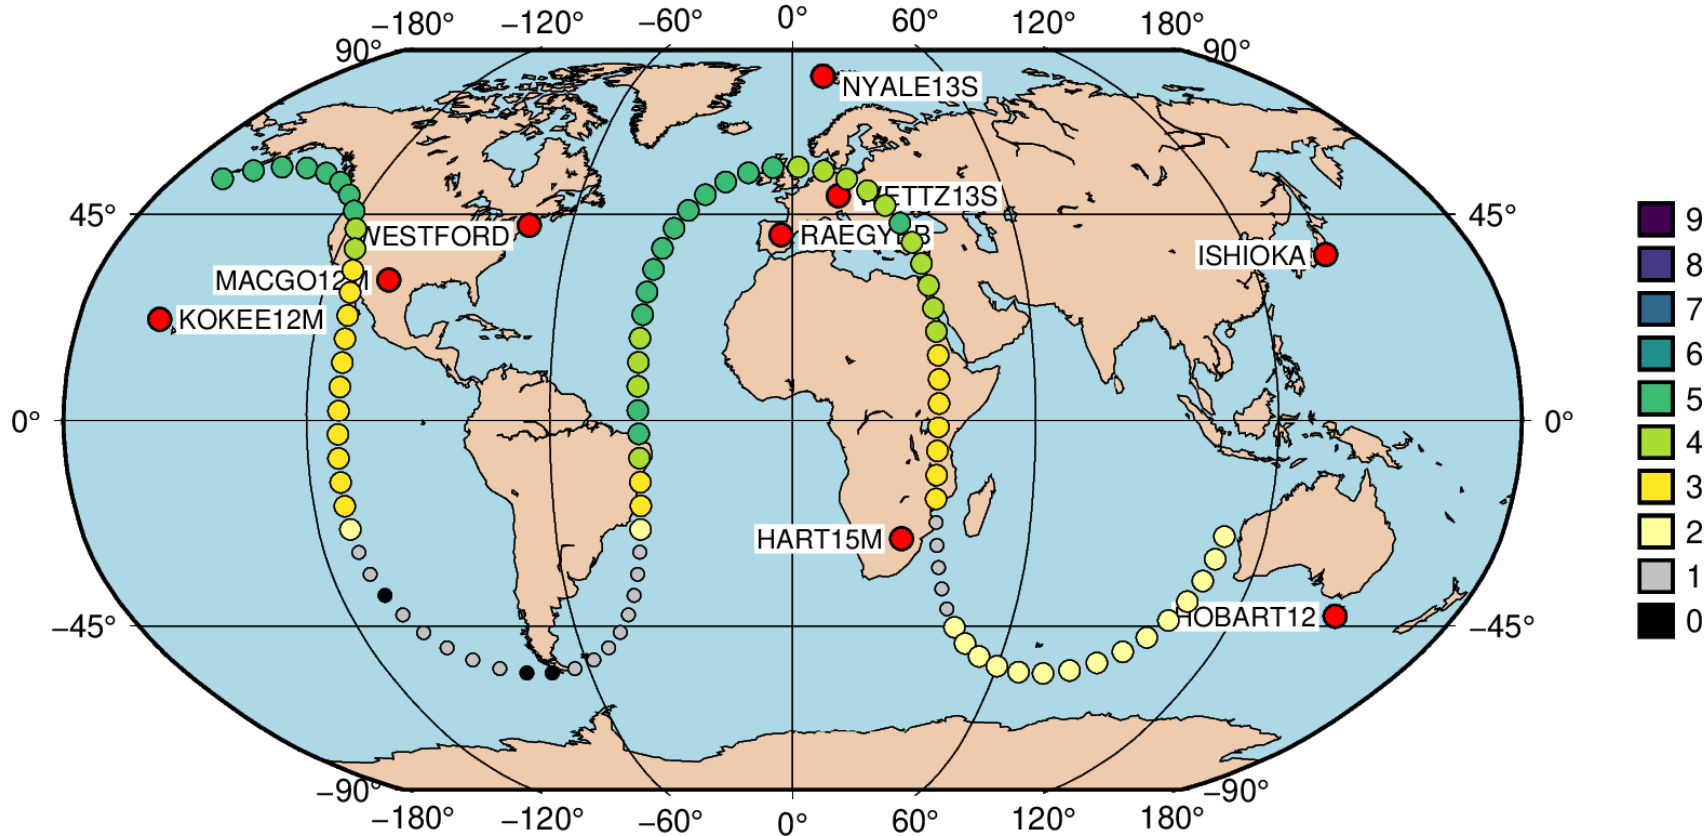 −180° −120° −60° 0° 60° 120° 180°
90° 90°
NYALE13S
WETTZ13S
45° 45°
WESTFORD RAEGYEB
ISHIOKA
MACGO12M
KOKEE12M
0° 0°
HART15M
HOBART12
−45° −45°
−90° −90°
−180° −120° −60° 0° 60° 120° 180°
9
8
7
6
5
4
3
2
1
0